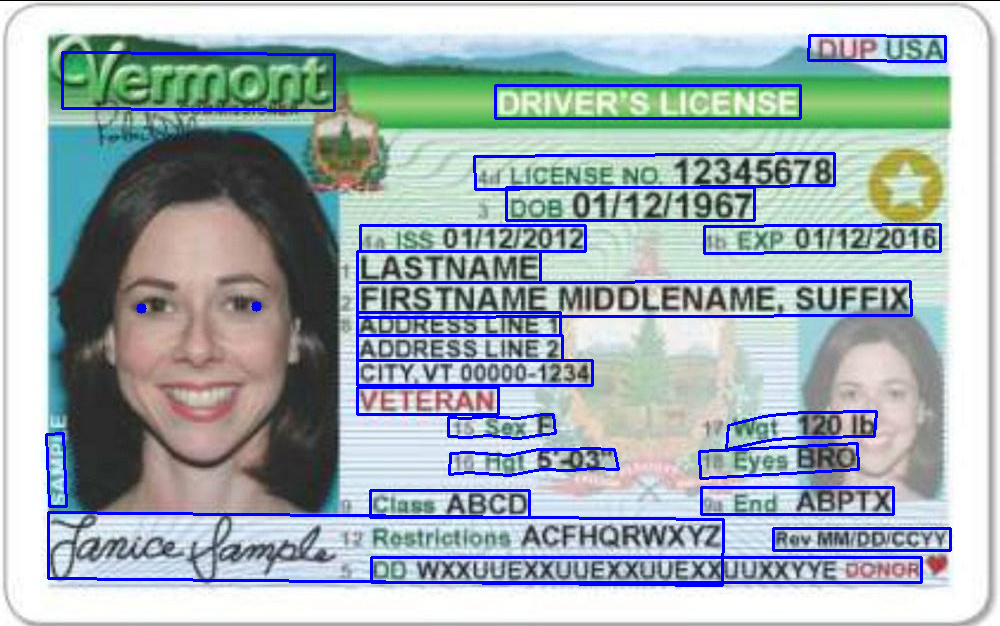 Vermont
DUP USA
DRIVER'S LICENSE
4d LICENSE NO. 12345678
3 DOB 01/12/1967
4a ISS 01/12/2012 4b EXP 01/12/2016
1 LASTNAME
2 FIRSTNAME MIDDLENAME, SUFFIX
8 ADDRESS LINE 1
ADDRESS LINE 2
CITY, VT 00000-1234
VETERAN
15 Sex F 17 Wgt 120 lb
16 Hgt 5'-03" 18 Eyes BRO
SAMPLE
9 Class ABCD 9a End ABPTX
Janice Sample
12 Restrictions ACFHQRWXYZ
Rev MM/DD/CCYY
5 DD WXXUUEXXUUEXXUUEXXUUXXYYE DONOR